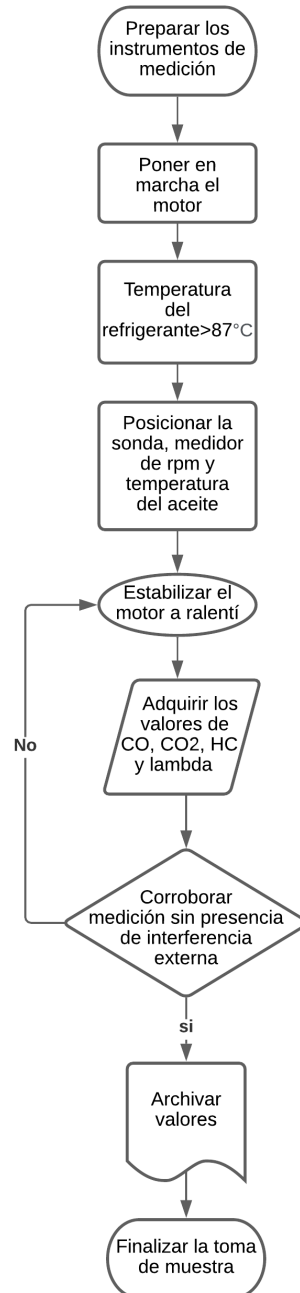 Preparar los
instrumentos de
medición
Poner en
marcha el
motor
Temperatura
del
refrigerante>87°C
Posicionar la
sonda, medidor
de rpm y
temperatura
del aceite
Estabilizar el
motor a ralentí
Adquirir los
valores de
CO, CO2, HC
y lambda
No
Corroborar
medición sin presencia
de interferencia
externa
si
Archivar
valores
Finalizar la toma
de muestra